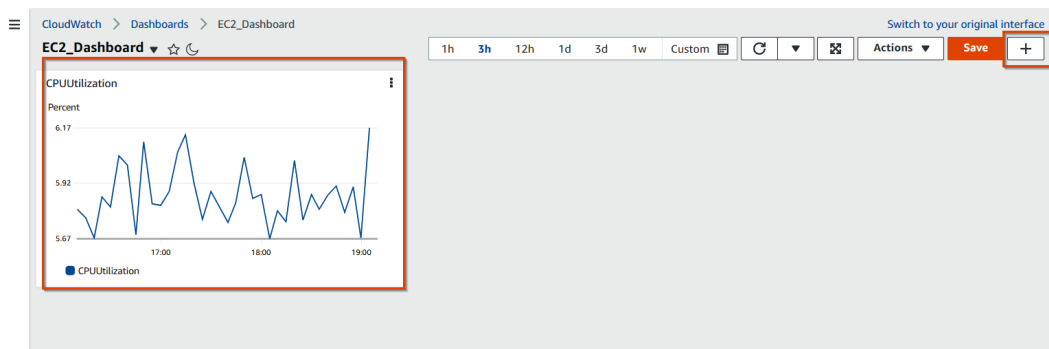 CloudWatch > Dashboards > EC2_Dashboard
Switch to your original interface
EC2_Dashboard
1h 3h 12h 1d 3d 1w Custom Actions Save +
CPUUtilization
Percent
6.17
5.92
5.67
17:00 18:00 19:00
CPUUtilization